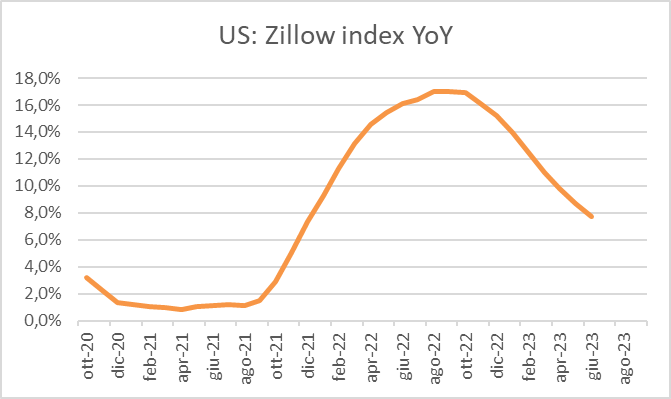 US: Zillow index YoY
18,0%
16,0%
14,0%
12,0%
10,0%
8,0%
6,0%
4,0%
2,0%
0,0%
ott-20
dic-20
feb-21
apr-21
giu-21
ago-21
ott-21
dic-21
feb-22
apr-22
giu-22
ago-22
ott-22
dic-22
feb-23
apr-23
giu-23
ago-23